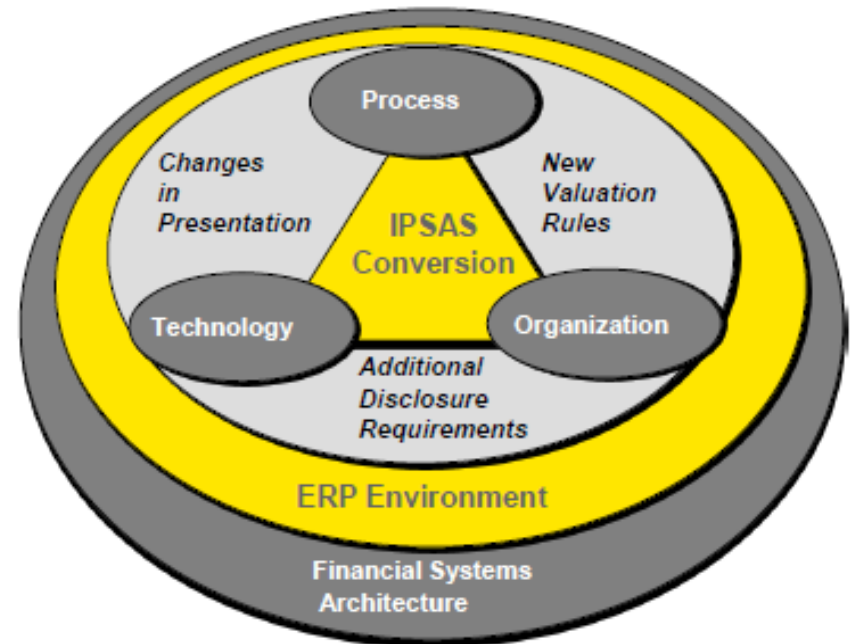 Process
Changes
in
Presentation
New
Valuation
Rules
IPSAS
Conversion
Technology
Organization
Additional
Disclosure
Requirements
ERP Environment
Financial Systems
Architecture